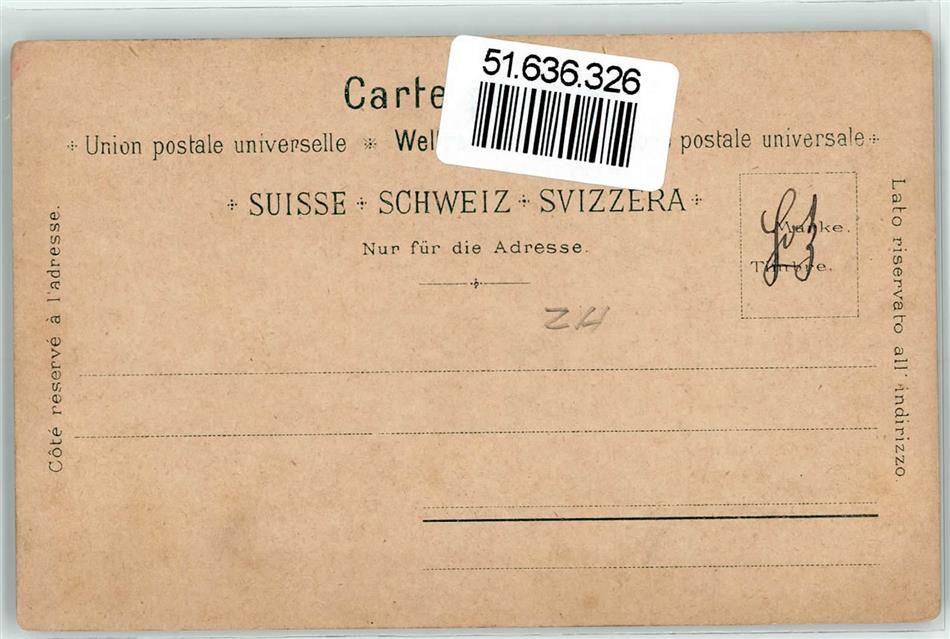 51.636.326
Carte
Union postale universelle * Wel postale universale
SUISSE SCHWEIZ SVIZZERA
Nur für die Adresse.
Marke.
Timbre.
ZH
Côté reservé à l'adresse.
Lato riservato all' indirizzo.